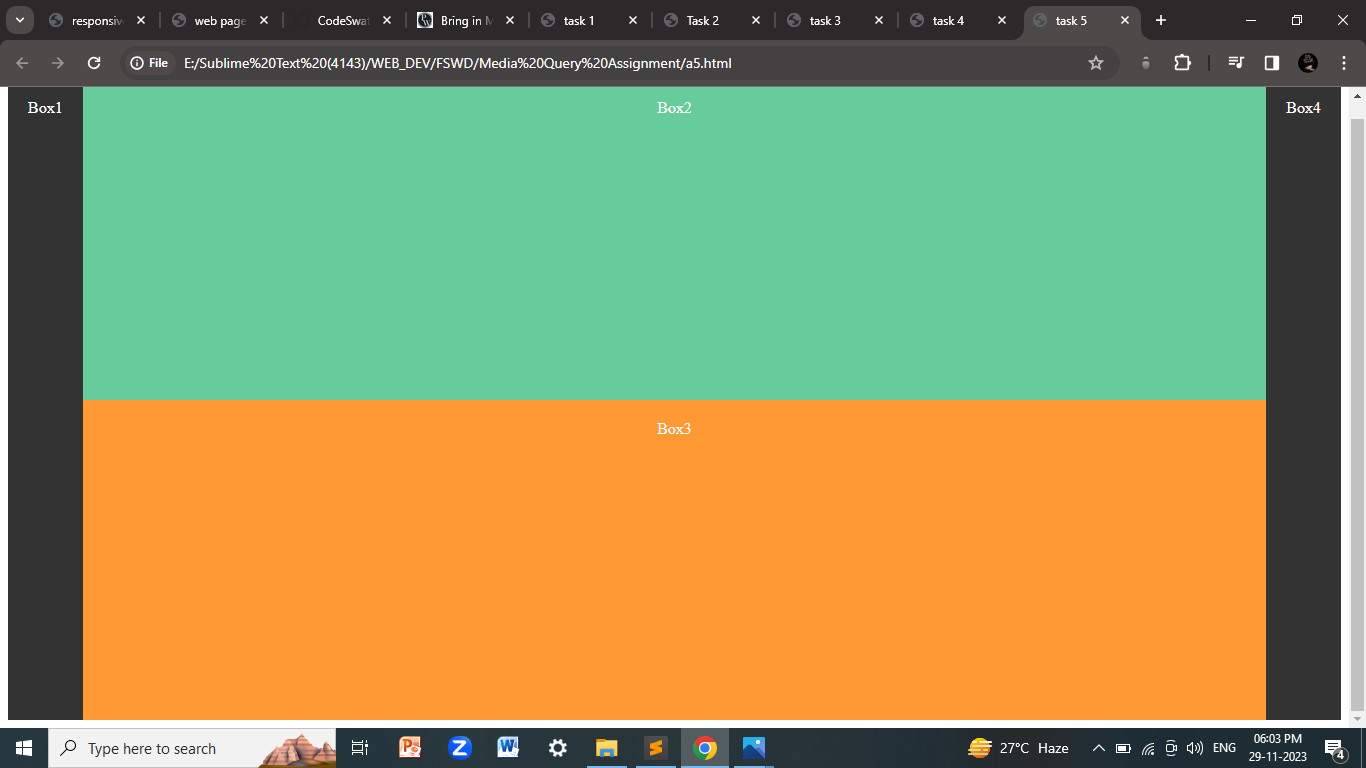 responsiv
web page
CodeSwa
Bring in M
task 1
Task 2
task 3
task 4
task 5
File
E:/Sublime%20Text%20(4143)/WEB_DEV/FSWD/Media%20Query%20Assignment/a5.html
Box1
Box2
Box4
Box3
Type here to search
27°C Haze
ENG
06:03 PM
29-11-2023
4